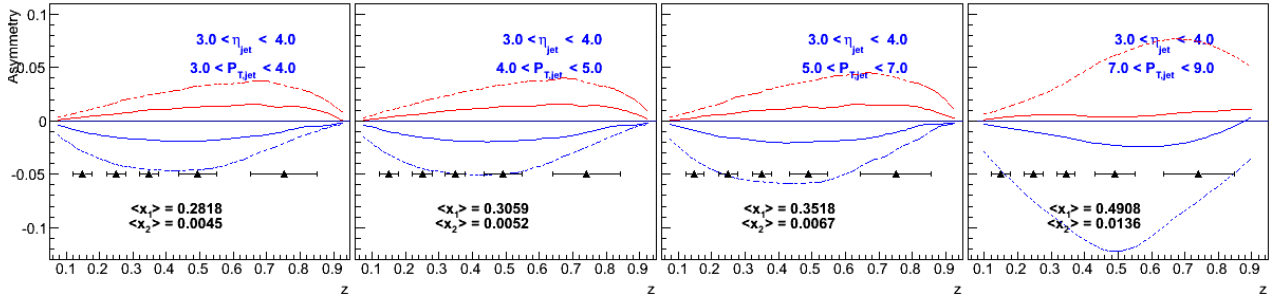 Asymmetry
0.1
0.05
0
-0.05
-0.1
3.0 < η_jet < 4.0
3.0 < P_T,jet < 4.0
<x_1> = 0.2818
<x_2> = 0.0045
0.1 0.2 0.3 0.4 0.5 0.6 0.7 0.8 0.9
z
3.0 < η_jet < 4.0
4.0 < P_T,jet < 5.0
<x_1> = 0.3059
<x_2> = 0.0052
0.1 0.2 0.3 0.4 0.5 0.6 0.7 0.8 0.9
z
3.0 < η_jet < 4.0
5.0 < P_T,jet < 7.0
<x_1> = 0.3518
<x_2> = 0.0067
0.1 0.2 0.3 0.4 0.5 0.6 0.7 0.8 0.9
z
3.0 < η_jet < 4.0
7.0 < P_T,jet < 9.0
<x_1> = 0.4908
<x_2> = 0.0136
0.1 0.2 0.3 0.4 0.5 0.6 0.7 0.8 0.9
z